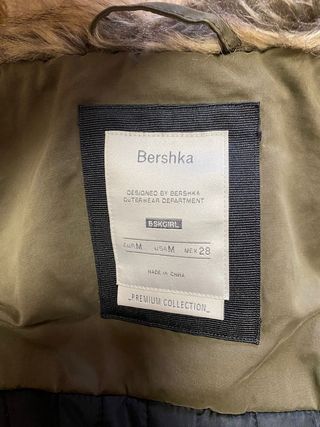 Bershka
DESIGNED BY BERSHKA
OUTERWEAR DEPARTMENT
BSKGIRL
EUR M USA M MEX 28
MADE IN CHINA
_PREMIUM COLLECTION_